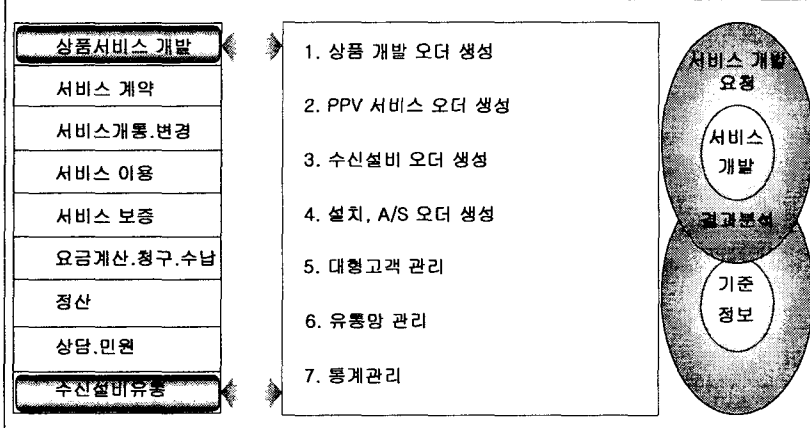 상품서비스 개발
서비스 계약
서비스개통.변경
서비스 이용
서비스 보증
요금계산.청구.수납
정산
상담.민원
수신설비유통
1. 상품 개발 오더 생성
2. PPV 서비스 오더 생성
3. 수신설비 오더 생성
4. 설치, A/S 오더 생성
5. 대형고객 관리
6. 유통망 관리
7. 통계관리
서비스 개발
요청
서비스
개발
결과분석
기준
정보